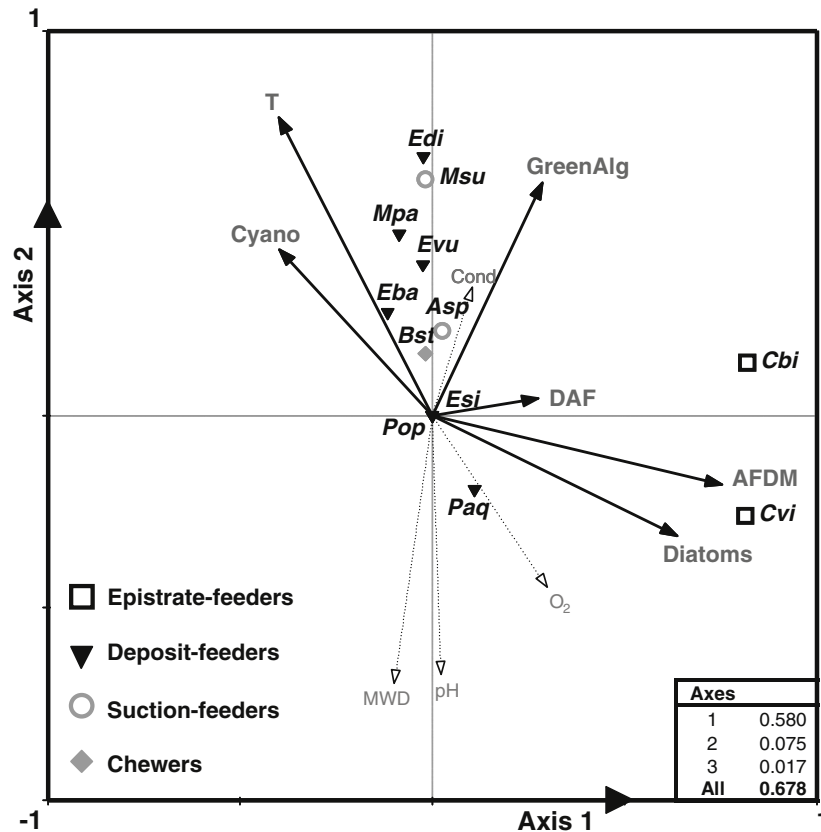 1
T
Edi
Msu
GreenAlg
Mpa
Cyano
Evu
Cond
Eba
Asp
Bst
Cbi
Esi
DAF
Pop
AFDM
Paq
Cvi
Diatoms
O2
MWD
pH
Axis 2
Epistrate-feeders
Deposit-feeders
Suction-feeders
Chewers
Axes
1 0.580
2 0.075
3 0.017
All 0.678
-1
Axis 1